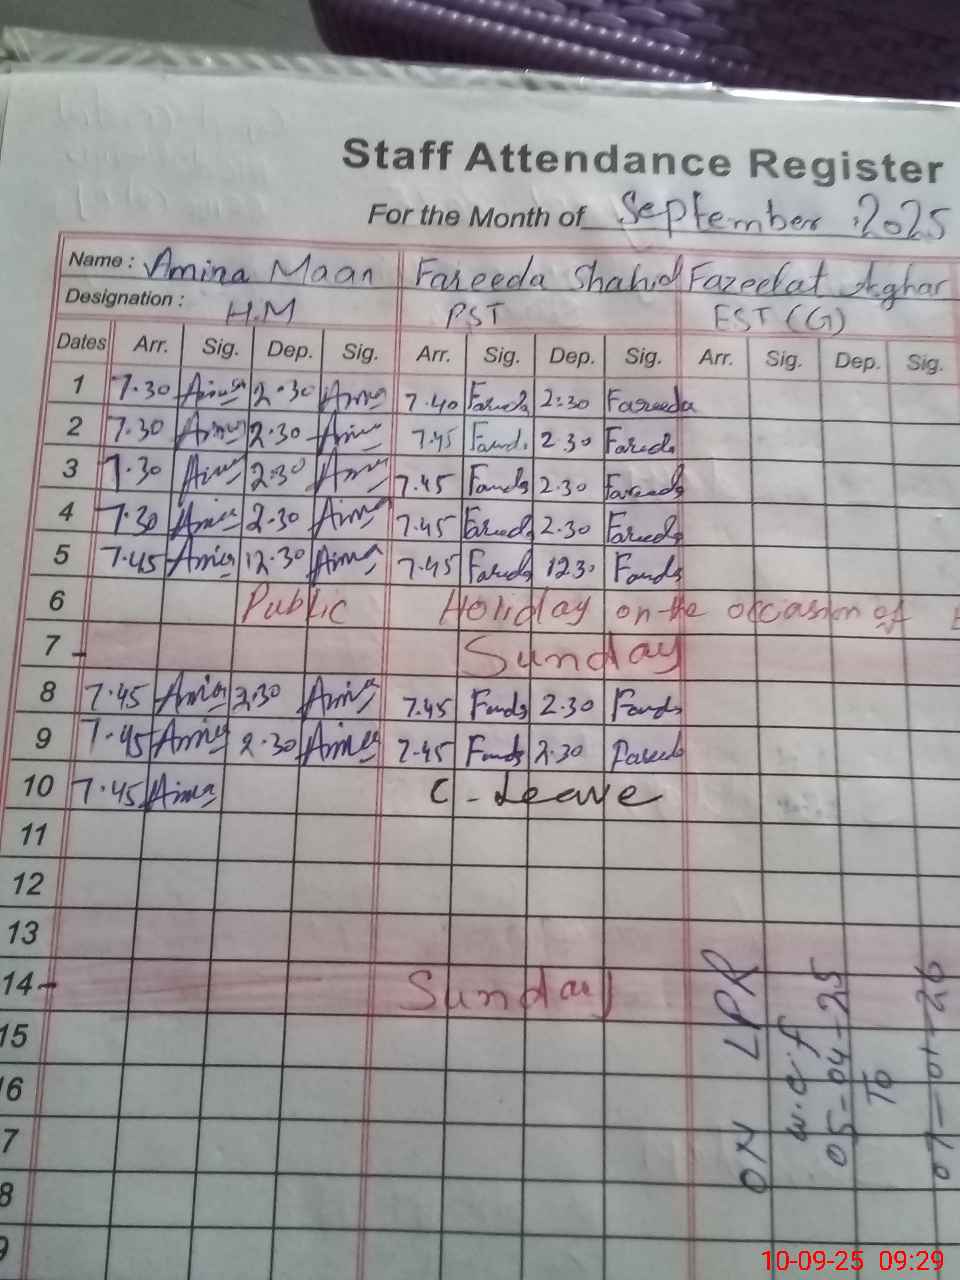 Staff Attendance Register
For the Month of September 2025
Name : Amina Maan Fareeda Shahid Fazeelat Asghar
Designation : H.M PST EST (G)
Dates Arr. Sig. Dep. Sig. Arr. Sig. Dep. Sig. Arr. Sig. Dep. Sig.
1 7.30 Amina 2.30 Amina 7.40 Fareeda 2:30 Fareeda
2 7.30 Amina 2.30 Amina 7.45 Fareeda 2.30 Fareeda
3 7.30 Amina 2.30 Amina 7.45 Fareeda 2.30 Fareeda
4 7.30 Amina 2.30 Amina 7.45 Fareeda 2.30 Fareeda
5 7.45 Amina 12.30 Amina 7.45 Fareeda 12.30 Fareeda
6 Public Holiday on the occasion of
7 Sunday
8 7.45 Amina 2.30 Amina 7.45 Fareeda 2.30 Fareeda
9 7.45 Amina 2.30 Amina 7.45 Fareeda 2.30 Fareeda
10 7.45 Amina C-Leave
11
12
13
14 Sunday
15
16
17
18
ON LPR
w.e.f
05-04-25
To
07-01-26
10-09-25 09:29